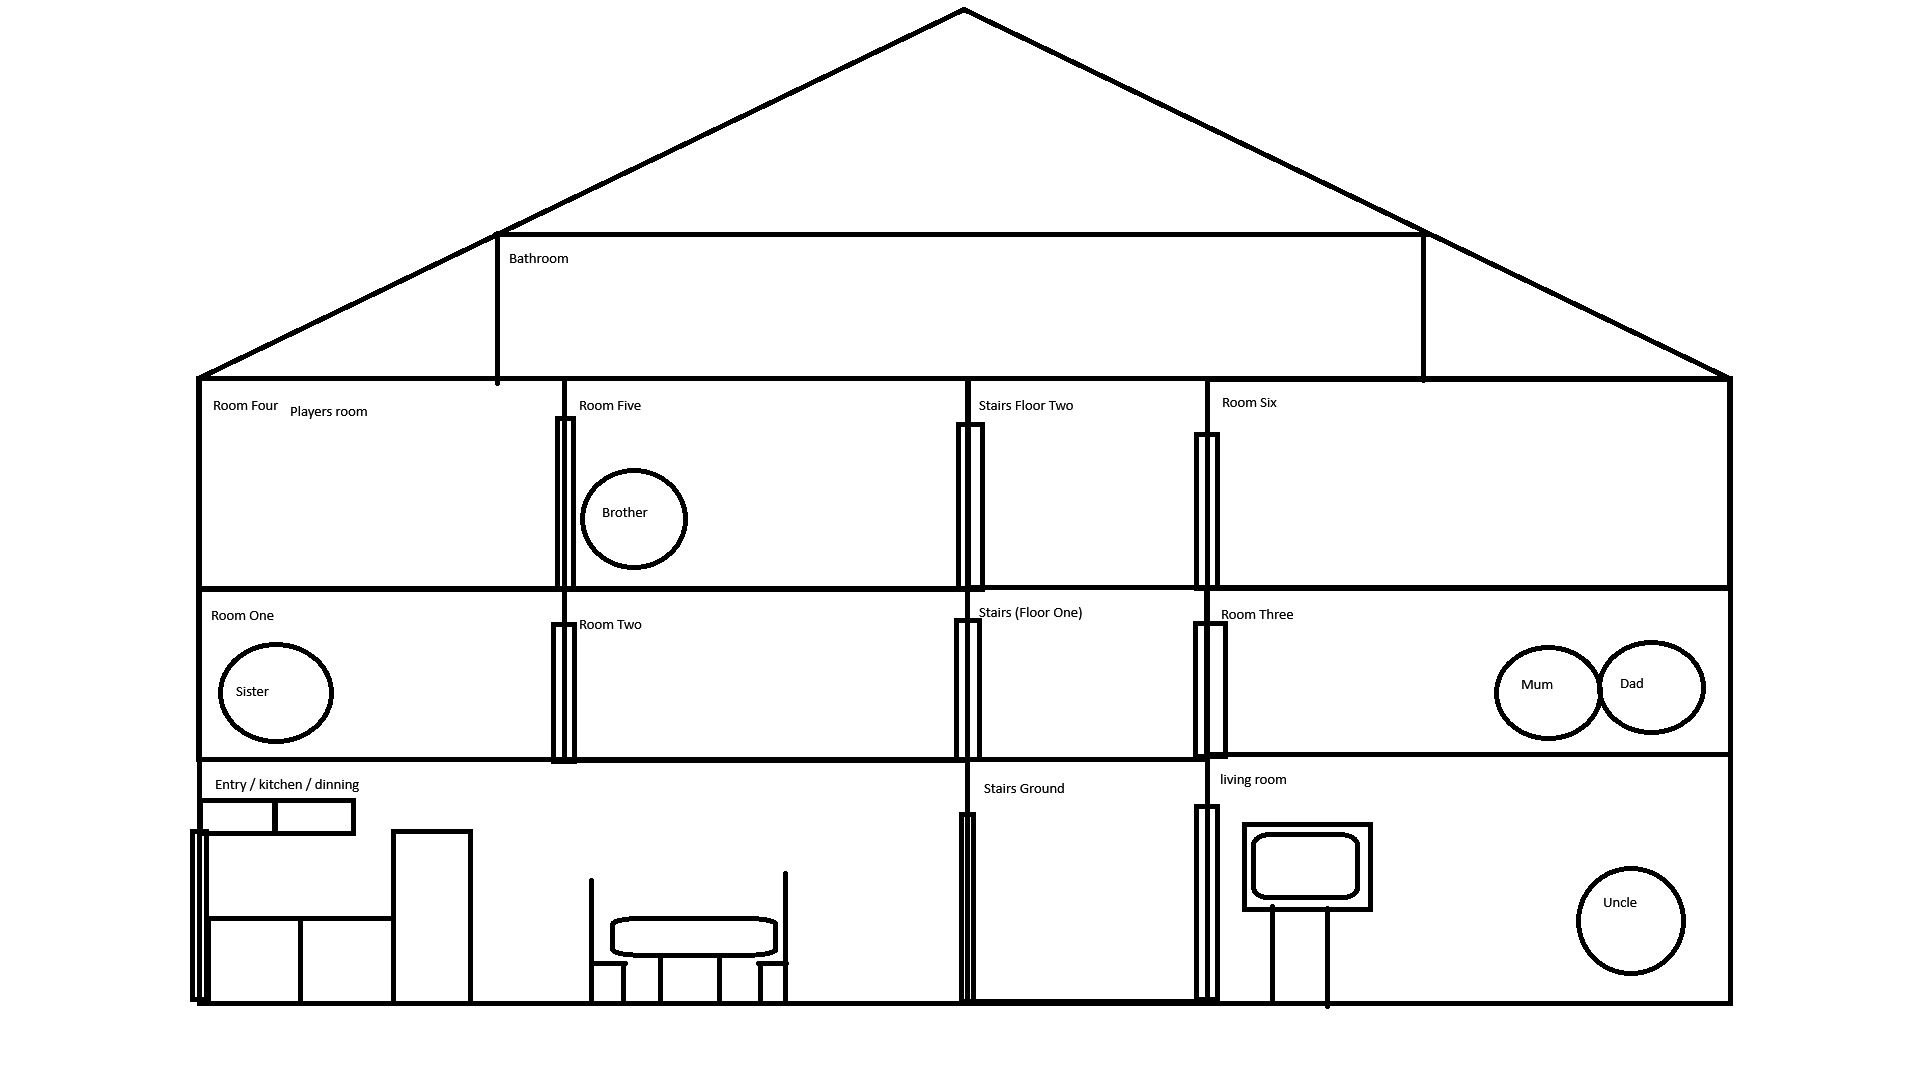 Bathroom
Room Four
Players room
Room Five
Stairs Floor Two
Room Six
Brother
Room One
Room Two
Stairs (Floor One)
Room Three
Sister
Mum
Dad
Entry / kitchen / dinning
Stairs Ground
living room
Uncle